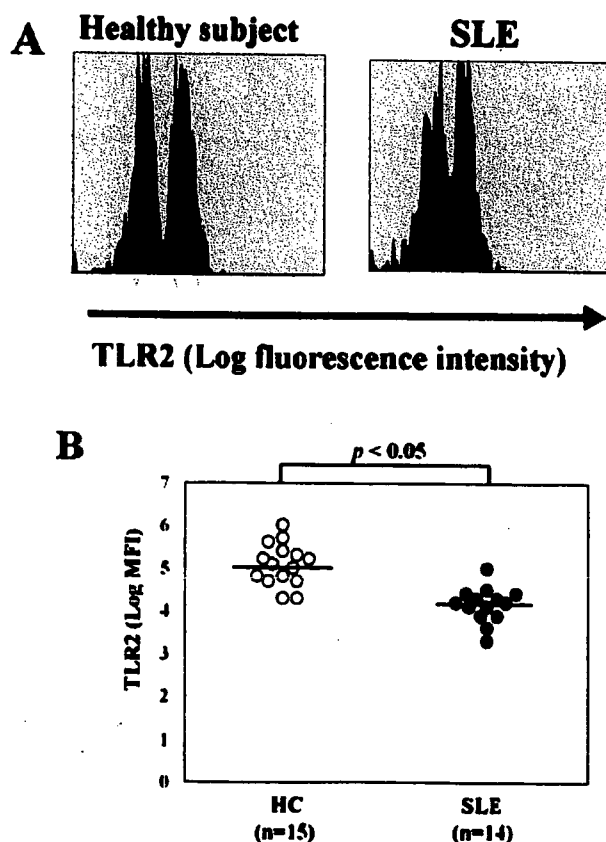 A
Healthy subject
SLE
TLR2 (Log fluorescence intensity)
B
p < 0.05
7
6
5
4
3
2
1
0
TLR2 (Log MFI)
HC
(n=15)
SLE
(n=14)